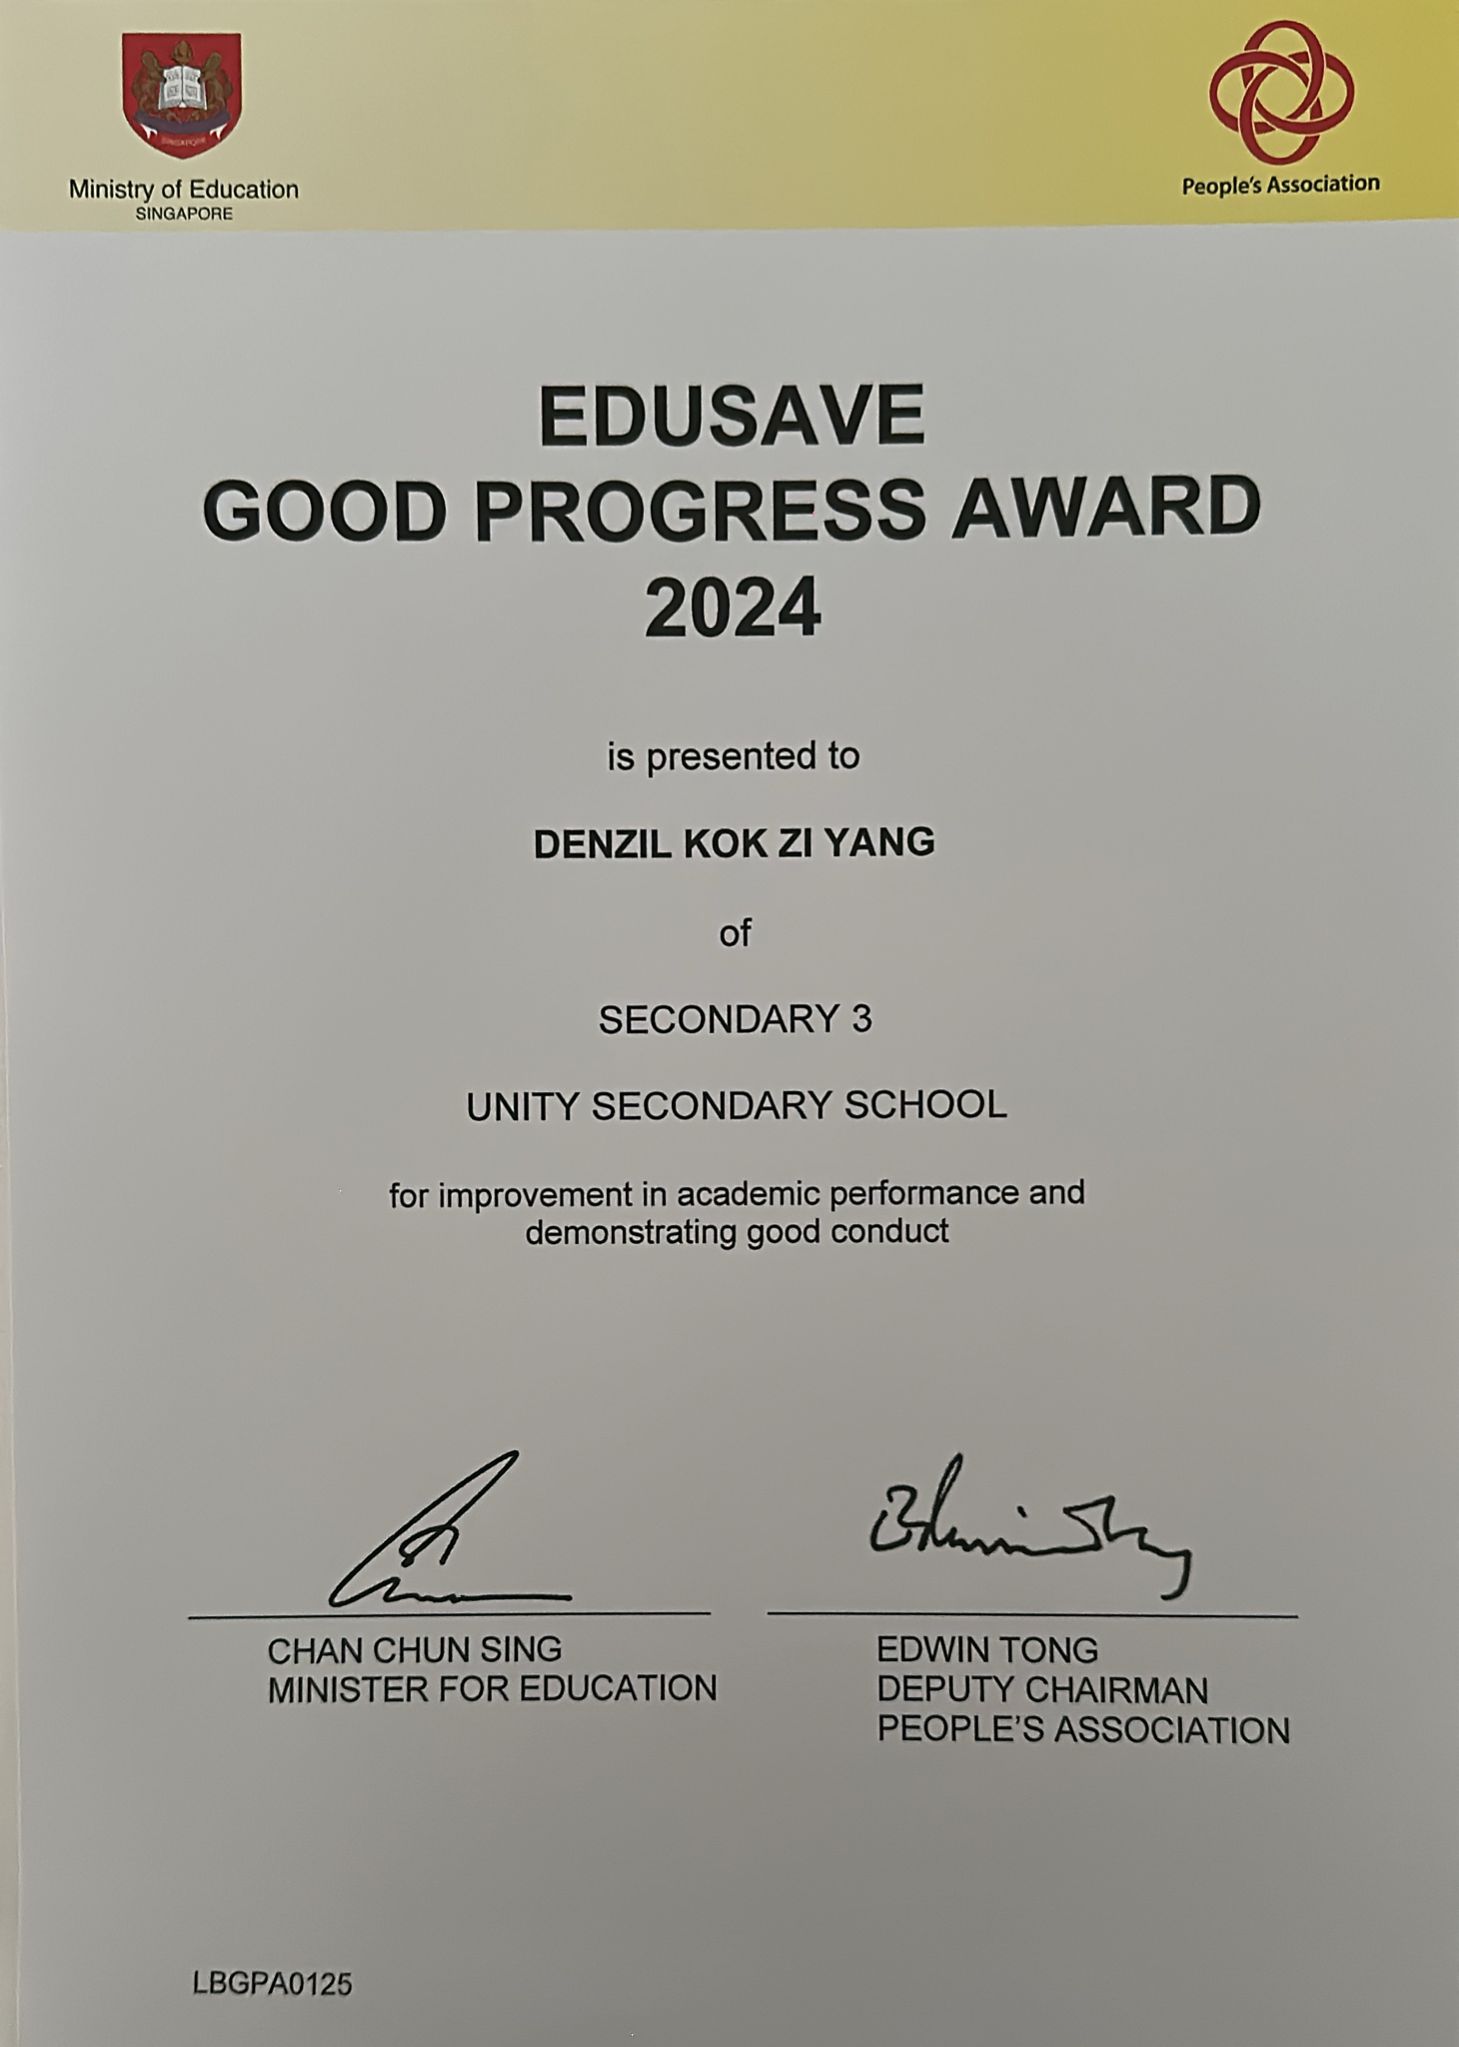 SINGAPORE
Ministry of Education
SINGAPORE
People's Association
EDUSAVE
GOOD PROGRESS AWARD
2024
is presented to
DENZIL KOK ZI YANG
of
SECONDARY 3
UNITY SECONDARY SCHOOL
for improvement in academic performance and
demonstrating good conduct
CHAN CHUN SING
MINISTER FOR EDUCATION
EDWIN TONG
DEPUTY CHAIRMAN
PEOPLE'S ASSOCIATION
LBGPA0125